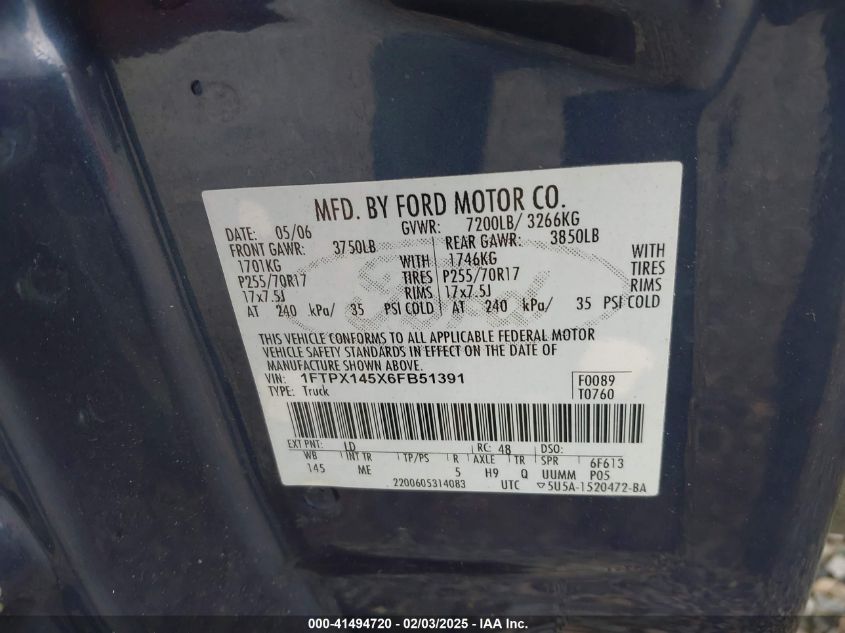 MFD. BY FORD MOTOR CO.
DATE: 05/06 GVWR: 7200LB/ 3266KG
FRONT GAWR: 3750LB REAR GAWR: 3850LB
1701KG WITH 1746KG WITH
P255/70R17 TIRES P255/70R17 TIRES
17x7.5J RIMS 17x7.5J RIMS
AT 240 kPa/ 35 PSI COLD AT 240 kPa/ 35 PSI COLD
Ford
THIS VEHICLE CONFORMS TO ALL APPLICABLE FEDERAL MOTOR
VEHICLE SAFETY STANDARDS IN EFFECT ON THE DATE OF
MANUFACTURE SHOWN ABOVE.
VIN: 1FTPX145X6FB51391 F0089
TYPE: Truck T0760
EXT PNT: LD RC: 48 DSO:
WB INT TR TP/PS R AXLE TR SPR 6F613
145 ME 5 H9 Q UUMM P05
2200605314083 UTC ▽5U5A-1520472-BA
000-41494720 - 02/03/2025 - IAAI.COM